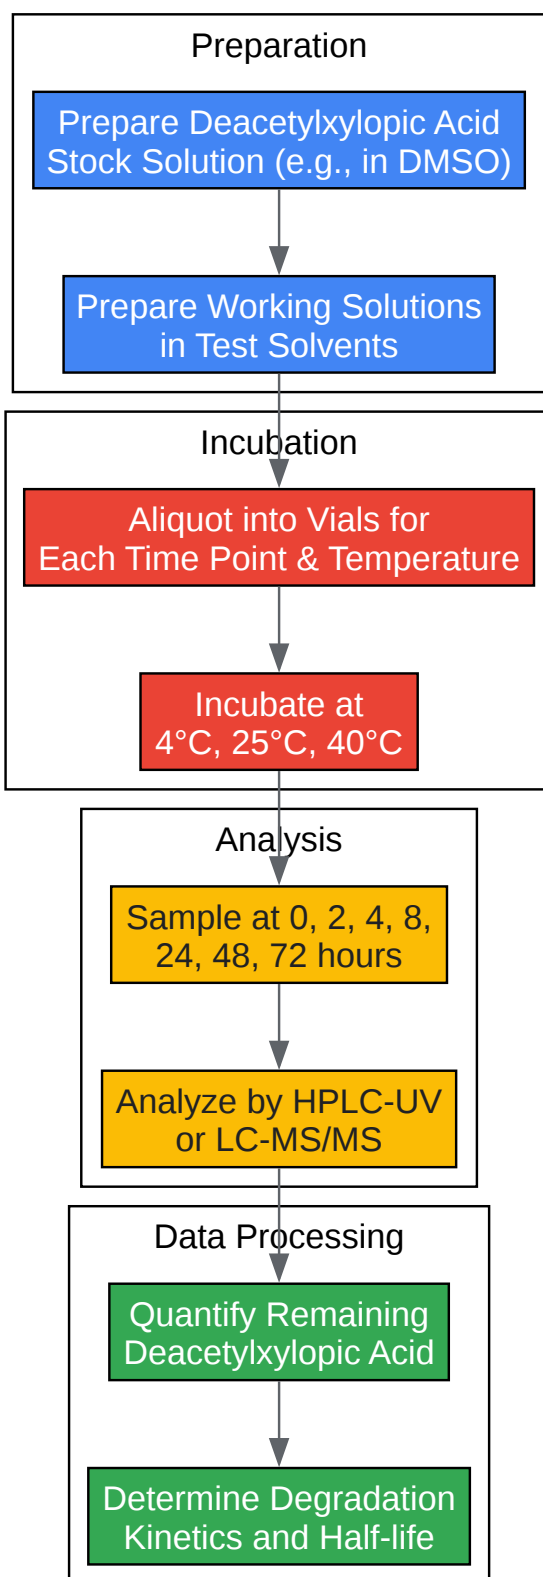 Preparation
Prepare Deacetylxylopic Acid
Stock Solution (e.g., in DMSO)
Prepare Working Solutions
in Test Solvents
Incubation
Aliquot into Vials for
Each Time Point & Temperature
Incubate at
4°C, 25°C, 40°C
Analysis
Sample at 0, 2, 4, 8,
24, 48, 72 hours
Analyze by HPLC-UV
or LC-MS/MS
Data Processing
Quantify Remaining
Deacetylxylopic Acid
Determine Degradation
Kinetics and Half-life